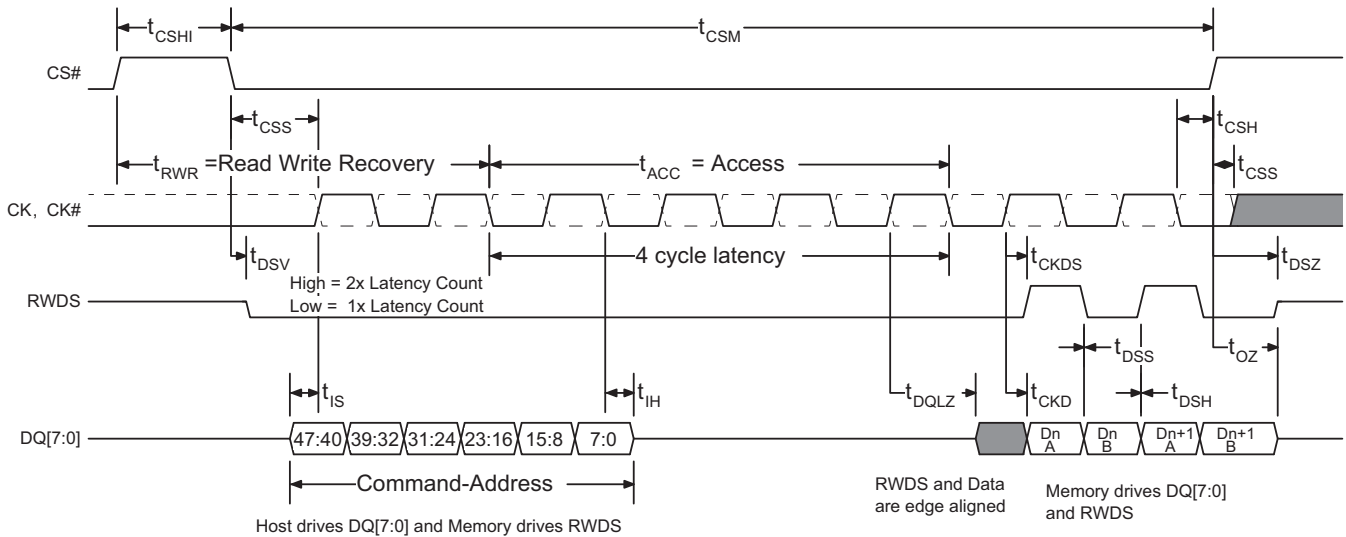 tCSHI
tCSM
CS#
tCSS
tCSH
tRWR =Read Write Recovery
tACC = Access
tCSS
CK, CK#
tDSV
4 cycle latency
tCKDS
tDSZ
High = 2x Latency Count
Low = 1x Latency Count
RWDS
tDSS
tOZ
tIS
tIH
tDQLZ
tCKD
tDSH
DQ[7:0]
47:40
39:32
31:24
23:16
15:8
7:0
Dn
A
Dn
B
Dn+1
A
Dn+1
B
Command-Address
RWDS and Data
are edge aligned
Memory drives DQ[7:0]
and RWDS
Host drives DQ[7:0] and Memory drives RWDS